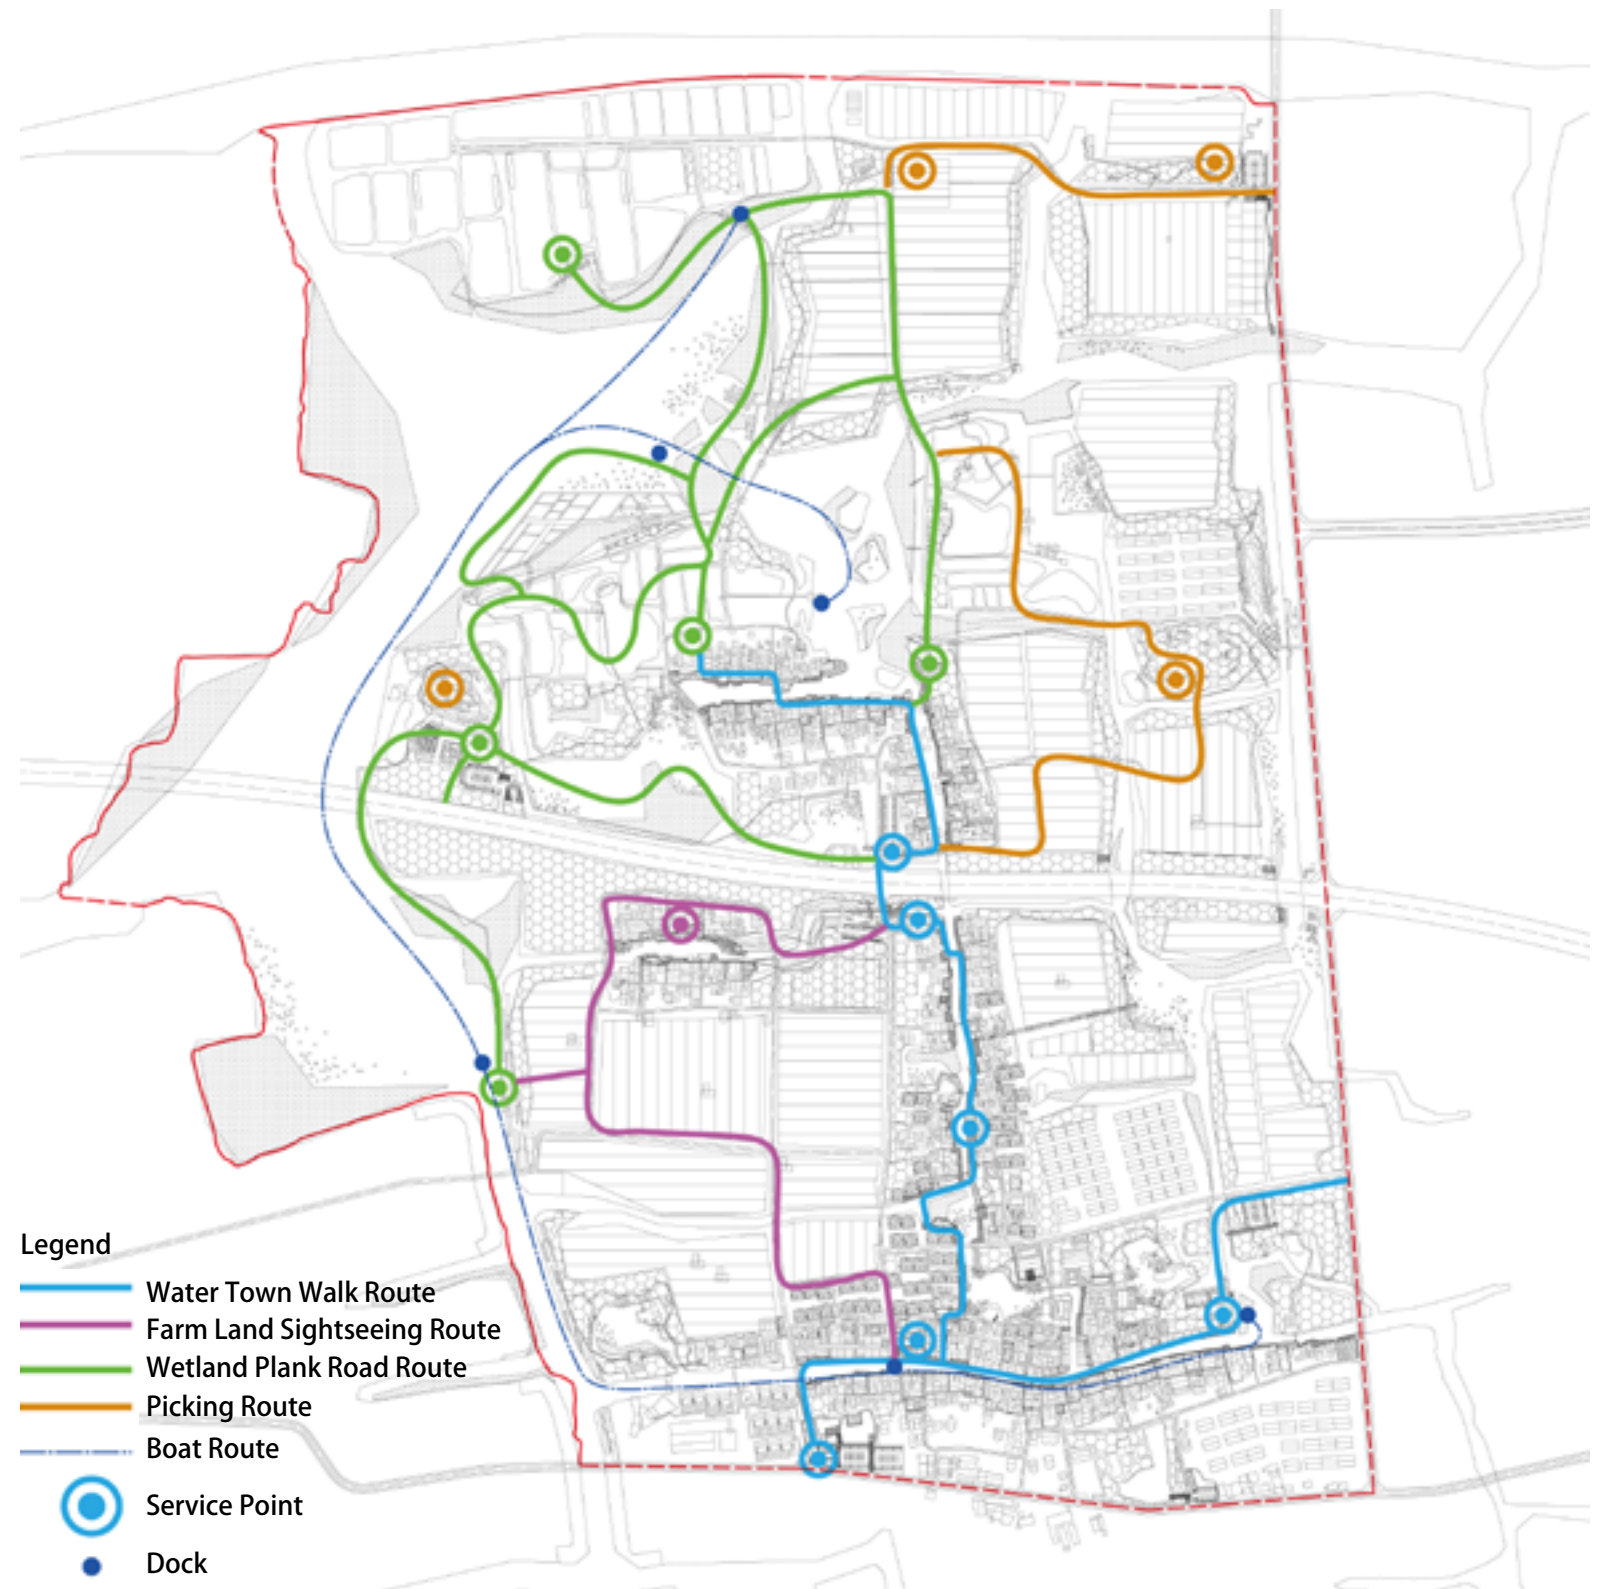 Legend
Water Town Walk Route
Farm Land Sightseeing Route
Wetland Plank Road Route
Picking Route
Boat Route
Service Point
Dock